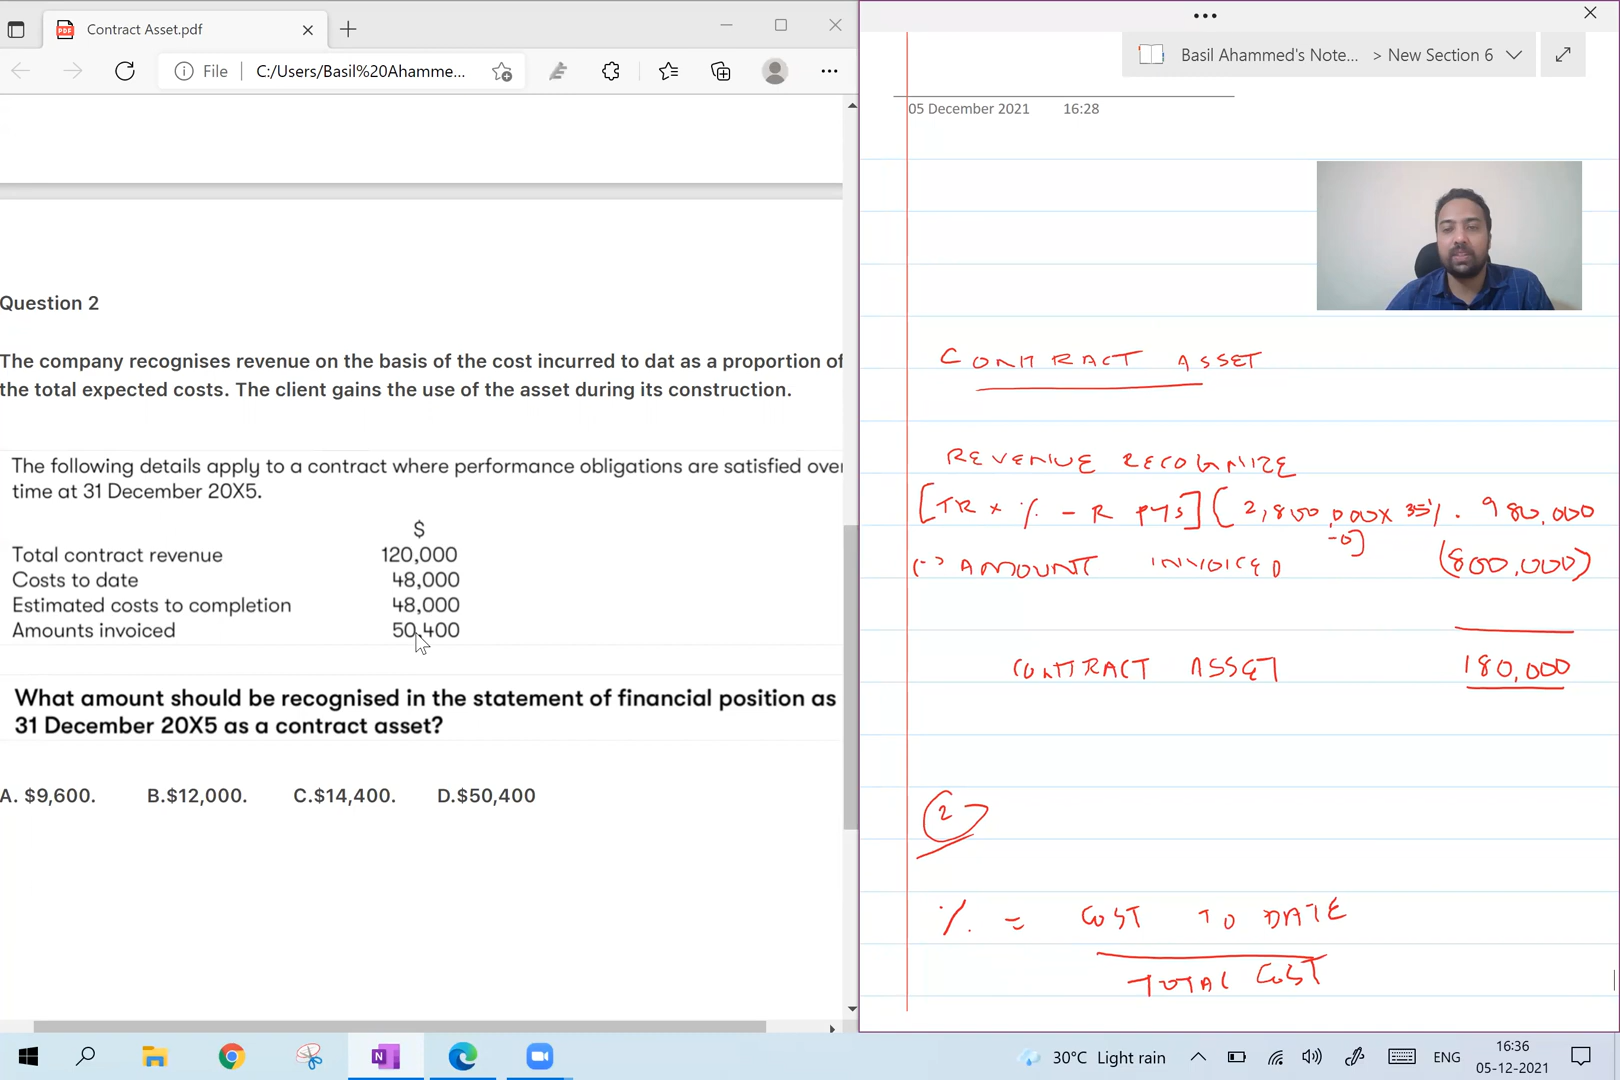 Contract Asset.pdf
File
C:/Users/Basil%20Ahamme...
Question 2
The company recognises revenue on the basis of the cost incurred to dat as a proportion of
the total expected costs. The client gains the use of the asset during its construction.
The following details apply to a contract where performance obligations are satisfied over
time at 31 December 20X5.
$
Total contract revenue 120,000
Costs to date 48,000
Estimated costs to completion 48,000
Amounts invoiced 50,400
What amount should be recognised in the statement of financial position as
31 December 20X5 as a contract asset?
A. $9,600. B.$12,000. C.$14,400. D.$50,400
Basil Ahammed's Note... > New Section 6
05 December 2021 16:28
CONTRACT ASSET
REVENUE RECOGNIZE
[TR x % - R PYS] [2,800,000 x 35% . 980,000
-0]
(-) AMOUNT INVOICED (800,000)
CONTRACT ASSET 180,000
2
% = COST TO DATE
TOTAL COST
30°C Light rain
ENG
16:36
05-12-2021